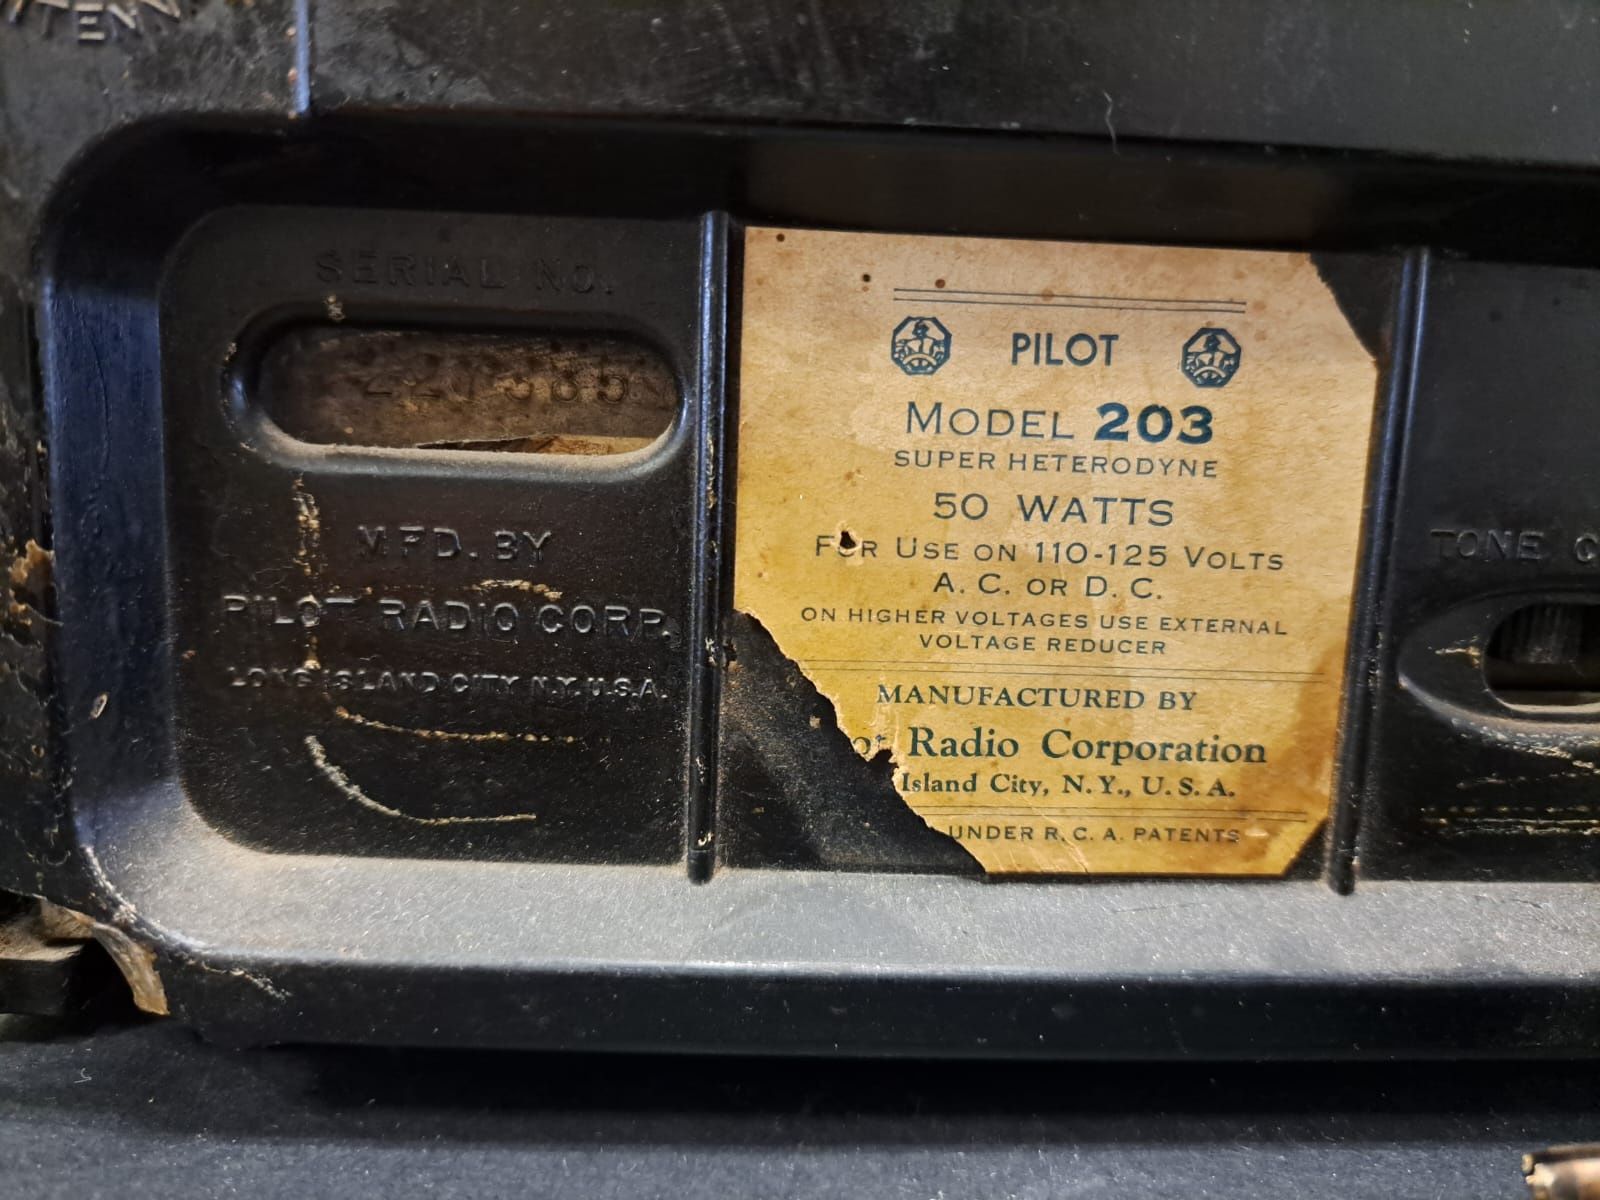 SERIAL NO.
MFD. BY
PILOT RADIO CORP.
LONG ISLAND CITY N.Y. U.S.A.
PILOT
MODEL 203
SUPER HETERODYNE
50 WATTS
FOR USE ON 110-125 VOLTS
A. C. OR D. C.
ON HIGHER VOLTAGES USE EXTERNAL
VOLTAGE REDUCER
MANUFACTURED BY
Radio Corporation
Island City, N. Y., U. S. A.
UNDER R. C. A. PATENTS
TONE